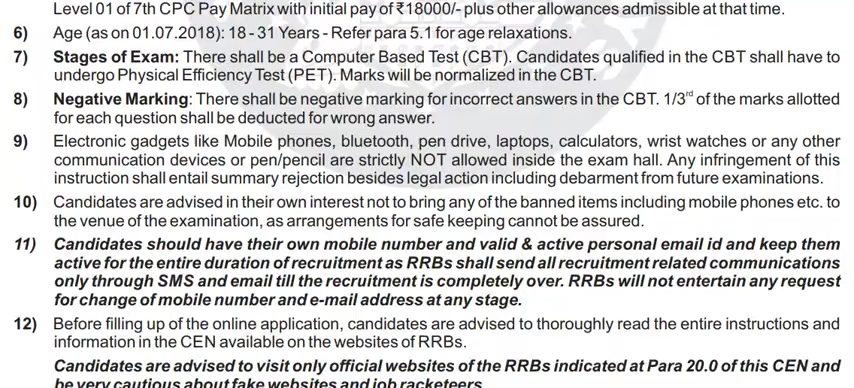 Level 01 of 7th CPC Pay Matrix with initial pay of ₹18000/- plus other allowances admissible at that time.
6) Age (as on 01.07.2018): 18 - 31 Years - Refer para 5.1 for age relaxations.
7) Stages of Exam: There shall be a Computer Based Test (CBT). Candidates qualified in the CBT shall have to
undergo Physical Efficiency Test (PET). Marks will be normalized in the CBT.
8) Negative Marking: There shall be negative marking for incorrect answers in the CBT. 1/3rd of the marks allotted
for each question shall be deducted for wrong answer.
9) Electronic gadgets like Mobile phones, bluetooth, pen drive, laptops, calculators, wrist watches or any other
communication devices or pen/pencil are strictly NOT allowed inside the exam hall. Any infringement of this
instruction shall entail summary rejection besides legal action including debarment from future examinations.
10) Candidates are advised in their own interest not to bring any of the banned items including mobile phones etc. to
the venue of the examination, as arrangements for safe keeping cannot be assured.
11) Candidates should have their own mobile number and valid & active personal email id and keep them
active for the entire duration of recruitment as RRBs shall send all recruitment related communications
only through SMS and email till the recruitment is completely over. RRBs will not entertain any request
for change of mobile number and e-mail address at any stage.
12) Before filling up of the online application, candidates are advised to thoroughly read the entire instructions and
information in the CEN available on the websites of RRBs.
Candidates are advised to visit only official websites of the RRBs indicated at Para 20.0 of this CEN and
be very cautious about fake websites and job racketeers